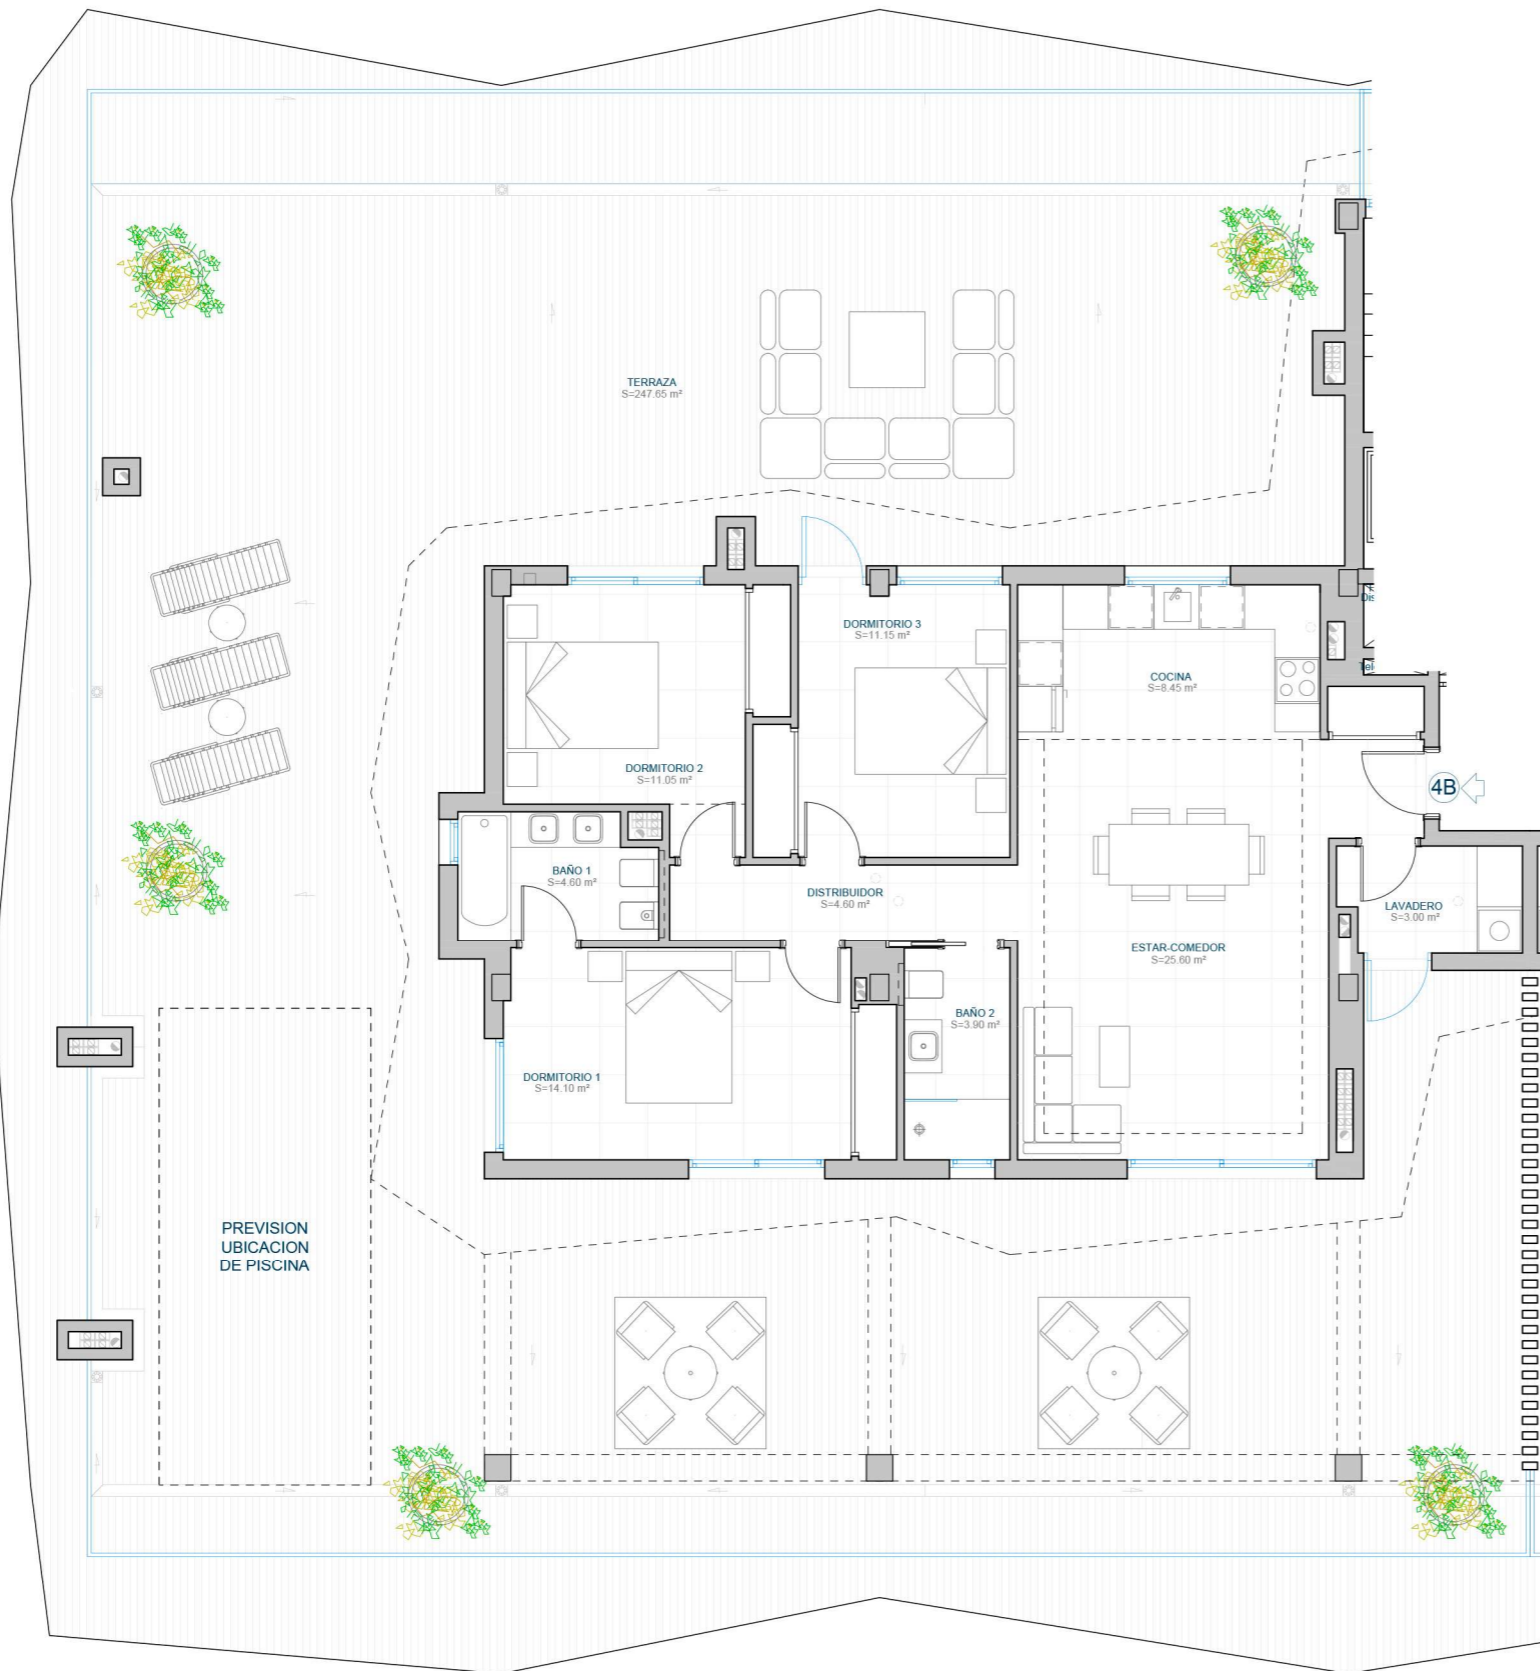 TERRAZA
S=247.65 m²
DORMITORIO 3
S=11.15 m²
COCINA
S=8.45 m²
DORMITORIO 2
S=11.05 m²
4B
BAÑO 1
S=4.60 m²
DISTRIBUIDOR
S=4.60 m²
LAVADERO
S=3.00 m²
ESTAR-COMEDOR
S=25.60 m²
BAÑO 2
S=3.90 m²
DORMITORIO 1
S=14.10 m²
PREVISION
UBICACION
DE PISCINA